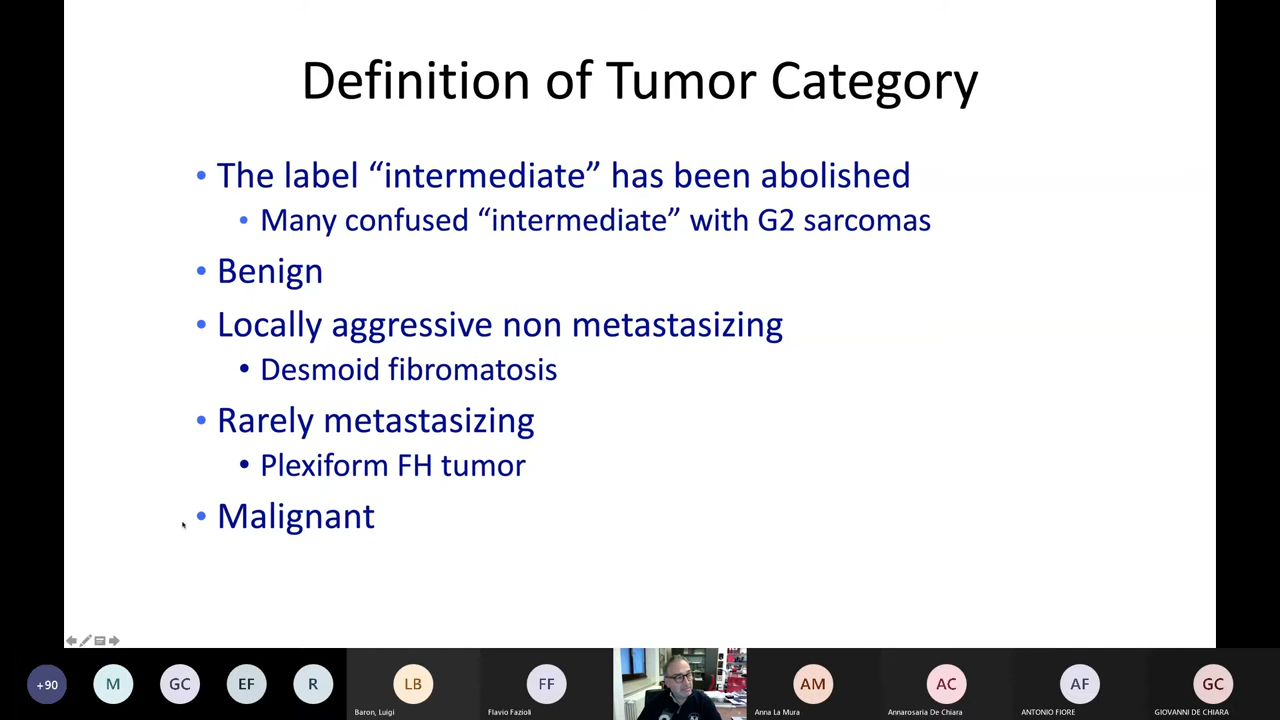 Definition of Tumor Category
• The label “intermediate” has been abolished
• Many confused “intermediate” with G2 sarcomas
• Benign
• Locally aggressive non metastasizing
• Desmoid fibromatosis
• Rarely metastasizing
• Plexiform FH tumor
• Malignant
+90
M
GC
EF
R
LB
FF
AM
AC
AF
GC
Baron, Luigi
Flavio Fazioli
Anna La Mura
Annarosaria De Chiara
ANTONIO FIORE
GIOVANNI DE CHIARA